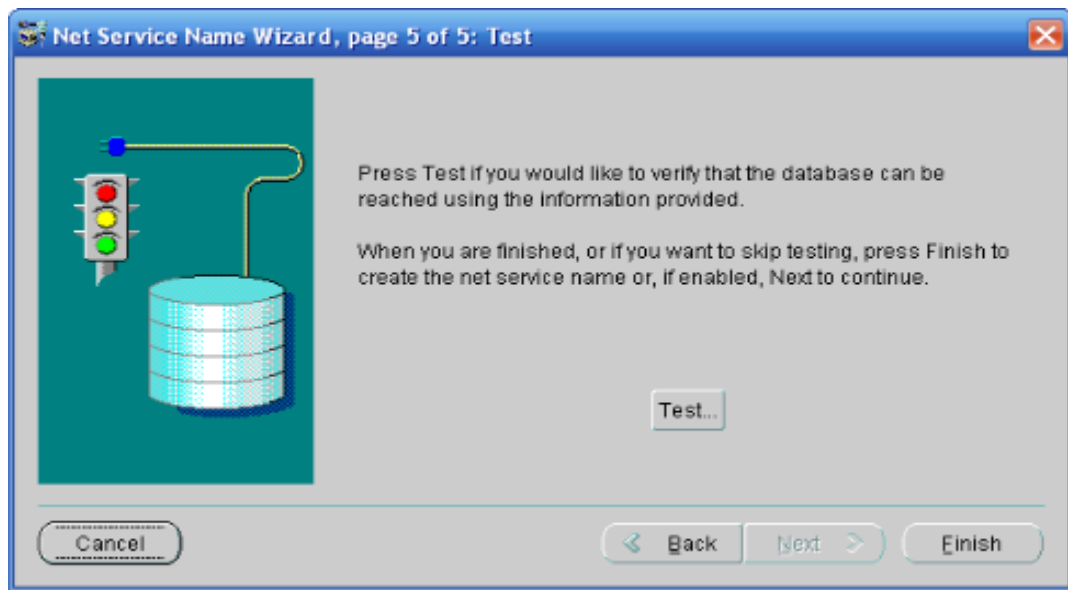 Net Service Name Wizard, page 5 of 5: Test
Press Test if you would like to verify that the database can be
reached using the information provided.
When you are finished, or if you want to skip testing, press Finish to
create the net service name or, if enabled, Next to continue.
Test...
Cancel
Back
Next
Finish